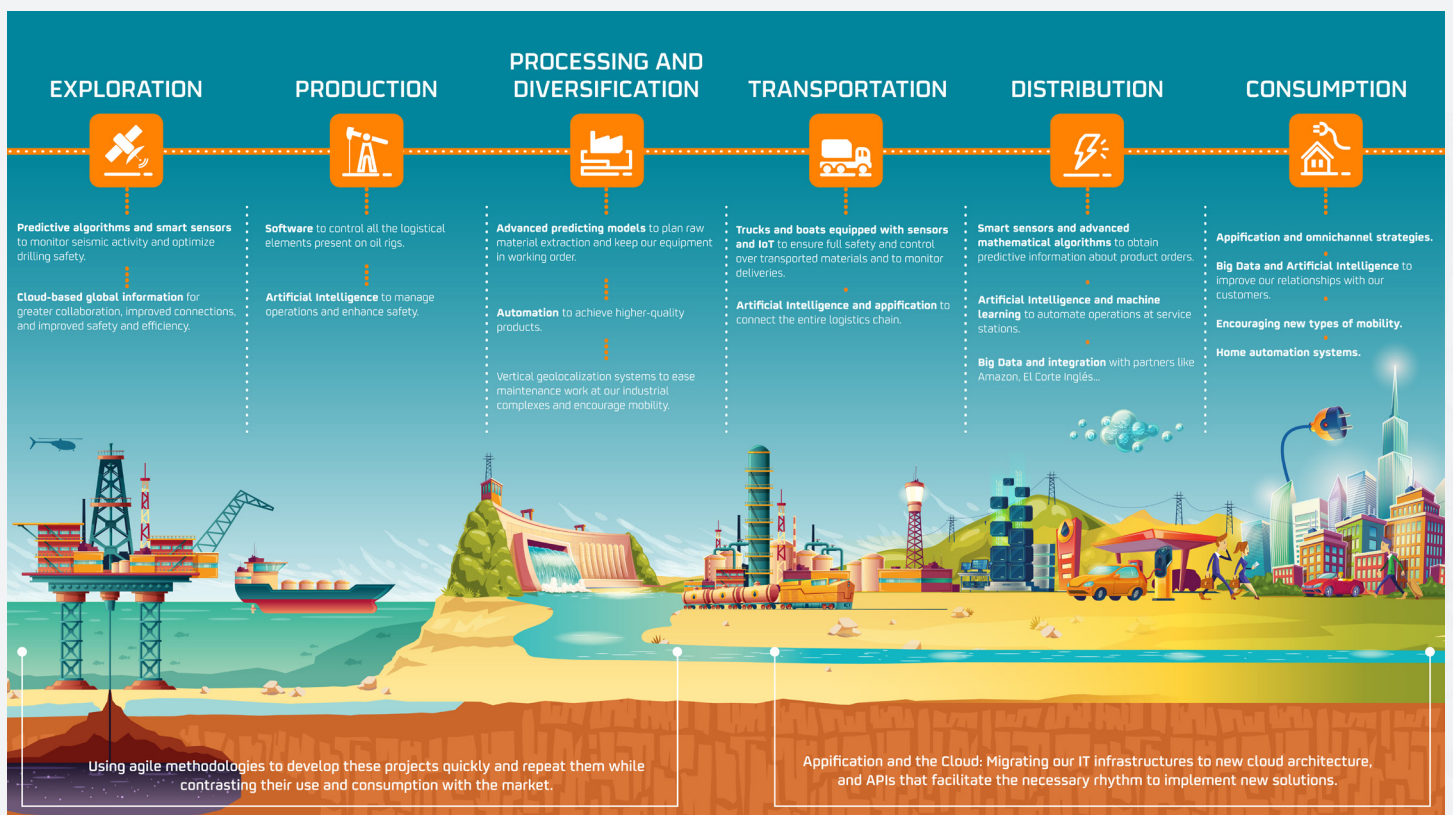 EXPLORATION
Predictive algorithms and smart sensors
to monitor seismic activity and optimize
drilling safety.
Cloud-based global information for
greater collaboration, improved connections,
and improved safety and efficiency.
PRODUCTION
Software to control all the logistical
elements present on oil rigs.
Artificial Intelligence to manage
operations and enhance safety.
PROCESSING AND
DIVERSIFICATION
Advanced predicting models to plan raw
material extraction and keep our equipment
in working order.
Automation to achieve higher-quality
products.
Vertical geolocalization systems to ease
maintenance work at our industrial
complexes and encourage mobility.
TRANSPORTATION
Trucks and boats equipped with sensors
and IoT to ensure full safety and control
over transported materials and to monitor
deliveries.
Artificial Intelligence and appification to
connect the entire logistics chain.
DISTRIBUTION
Smart sensors and advanced
mathematical algorithms to obtain
predictive information about product orders.
Artificial Intelligence and machine
learning to automate operations at service
stations.
Big Data and integration with partners like
Amazon, El Corte Inglés...
CONSUMPTION
Appification and omnichannel strategies.
Big Data and Artificial Intelligence to
improve our relationships with our
customers.
Encouraging new types of mobility.
Home automation systems.
Using agile methodologies to develop these projects quickly and repeat them while
contrasting their use and consumption with the market.
Appification and the Cloud: Migrating our IT infrastructures to new cloud architecture,
and APIs that facilitate the necessary rhythm to implement new solutions.